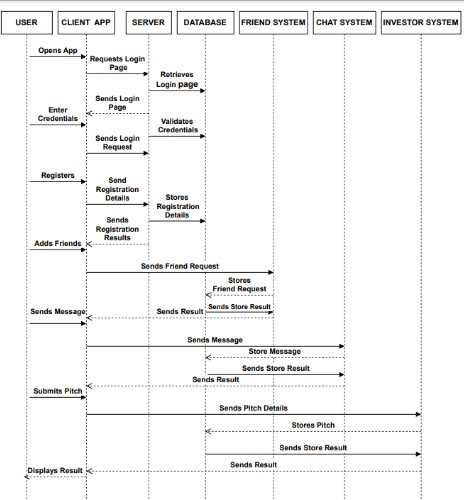 USER CLIENT APP SERVER DATABASE FRIEND SYSTEM CHAT SYSTEM INVESTOR SYSTEM
Opens App
Requests Login
Page
Retrieves
Login page
Sends Login
Page
Enter
Credentials
Validates
Credentials
Sends Login
Request
Registers
Send
Registration
Details
Stores
Registration
Details
Sends
Registration
Results
Adds Friends
Sends Friend Request
Stores
Friend Request
Sends Store Result
Sends Result
Sends Message
Sends Message
Store Message
Sends Store Result
Sends Result
Submits Pitch
Sends Pitch Details
Stores Pitch
Sends Store Result
Sends Result
Displays Result